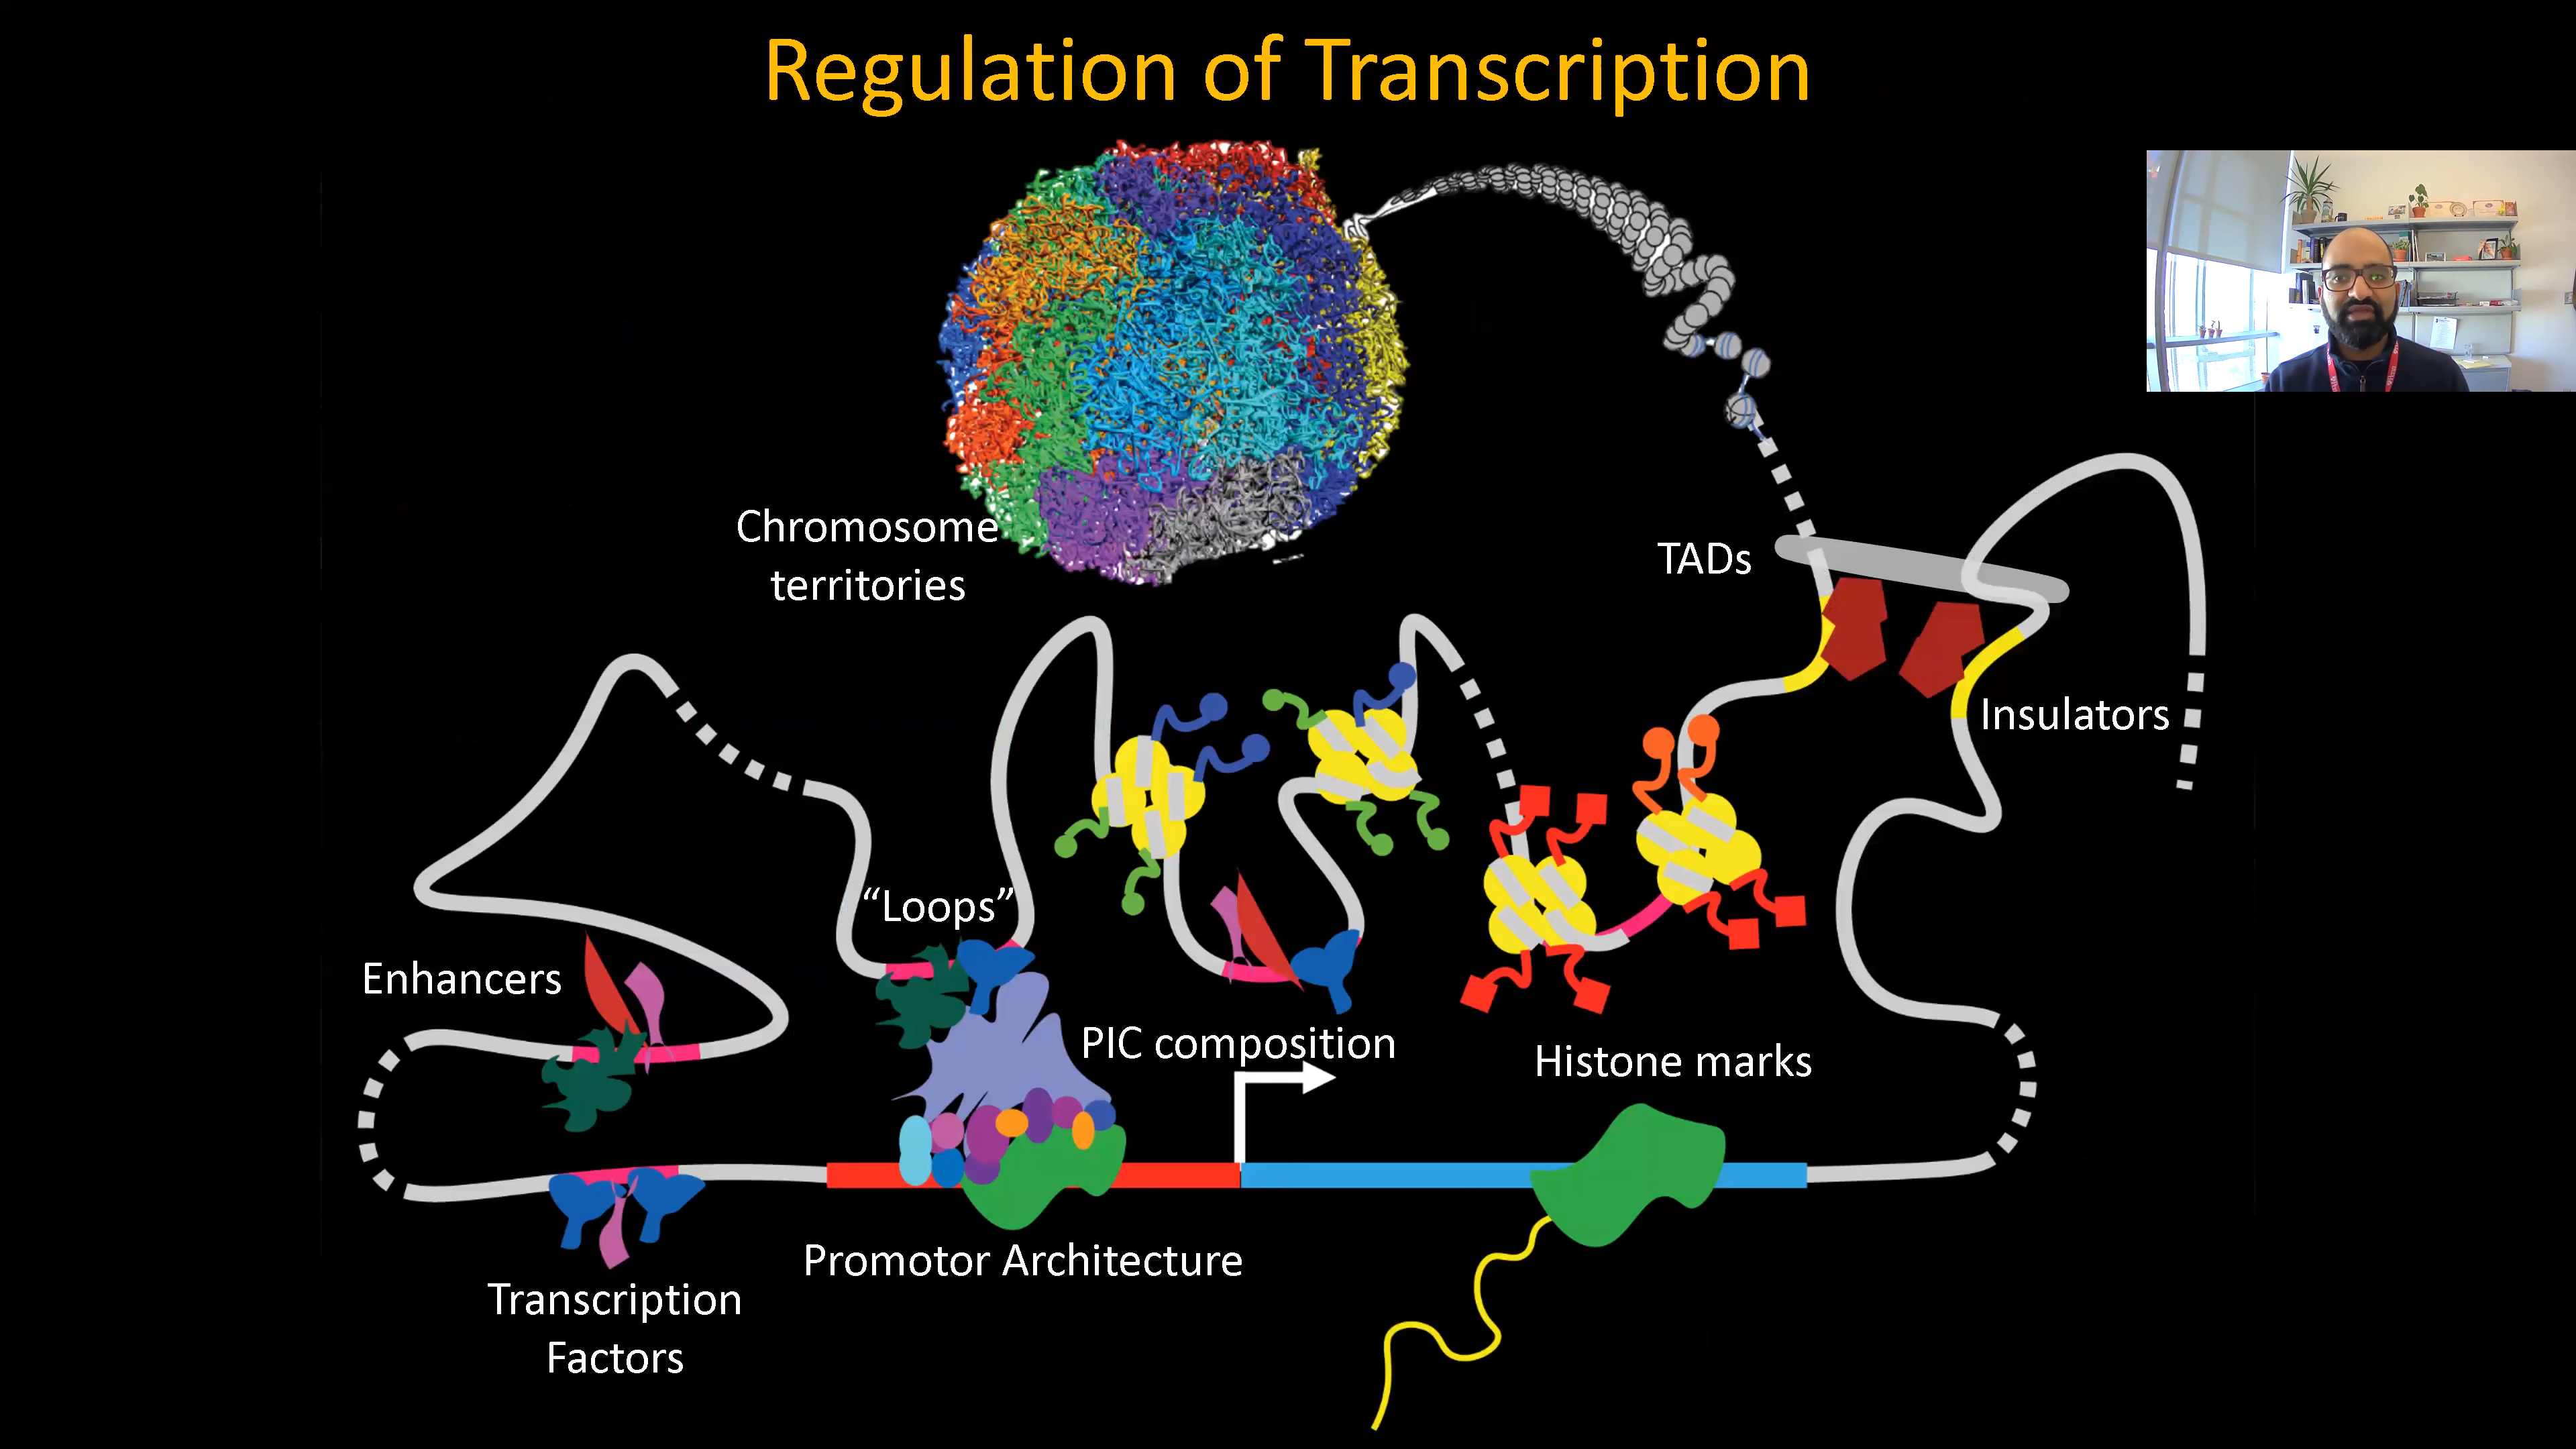 Regulation of Transcription
Chromosome
territories
TADs
Insulators
"Loops"
Enhancers
PIC composition
Histone marks
Promotor Architecture
Transcription
Factors